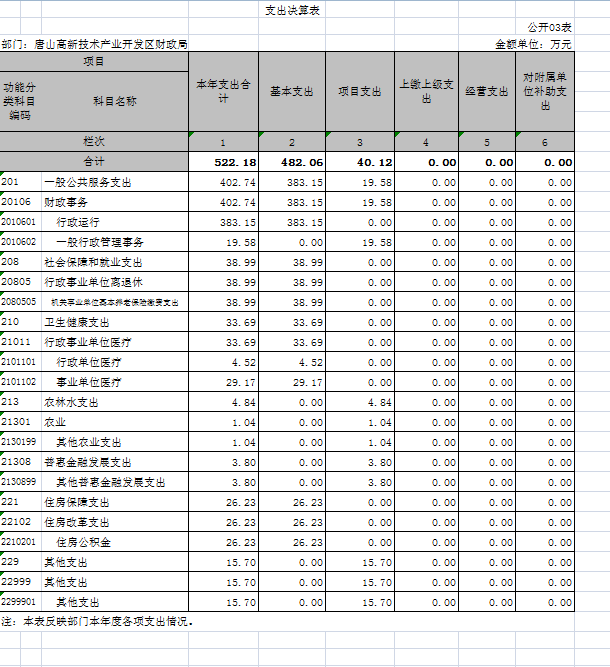 支出决算表
公开03表
部门：唐山高新技术产业开发区财政局 金额单位：万元
项目 本年支出合计 基本支出 项目支出 上缴上级支出 经营支出 对附属单位补助支出
功能分类科目编码 科目名称
栏次 1 2 3 4 5 6
合计 522.18 482.06 40.12 0.00 0.00 0.00
201 一般公共服务支出 402.74 383.15 19.58 0.00 0.00 0.00
20106 财政事务 402.74 383.15 19.58 0.00 0.00 0.00
2010601 行政运行 383.15 383.15 0.00 0.00 0.00 0.00
2010602 一般行政管理事务 19.58 0.00 19.58 0.00 0.00 0.00
208 社会保障和就业支出 38.99 38.99 0.00 0.00 0.00 0.00
20805 行政事业单位离退休 38.99 38.99 0.00 0.00 0.00 0.00
2080505 机关事业单位基本养老保险缴费支出 38.99 38.99 0.00 0.00 0.00 0.00
210 卫生健康支出 33.69 33.69 0.00 0.00 0.00 0.00
21011 行政事业单位医疗 33.69 33.69 0.00 0.00 0.00 0.00
2101101 行政单位医疗 4.52 4.52 0.00 0.00 0.00 0.00
2101102 事业单位医疗 29.17 29.17 0.00 0.00 0.00 0.00
213 农林水支出 4.84 0.00 4.84 0.00 0.00 0.00
21301 农业 1.04 0.00 1.04 0.00 0.00 0.00
2130199 其他农业支出 1.04 0.00 1.04 0.00 0.00 0.00
21308 普惠金融发展支出 3.80 0.00 3.80 0.00 0.00 0.00
2130899 其他普惠金融发展支出 3.80 0.00 3.80 0.00 0.00 0.00
221 住房保障支出 26.23 26.23 0.00 0.00 0.00 0.00
22102 住房改革支出 26.23 26.23 0.00 0.00 0.00 0.00
2210201 住房公积金 26.23 26.23 0.00 0.00 0.00 0.00
229 其他支出 15.70 0.00 15.70 0.00 0.00 0.00
22999 其他支出 15.70 0.00 15.70 0.00 0.00 0.00
2299901 其他支出 15.70 0.00 15.70 0.00 0.00 0.00
注：本表反映部门本年度各项支出情况。